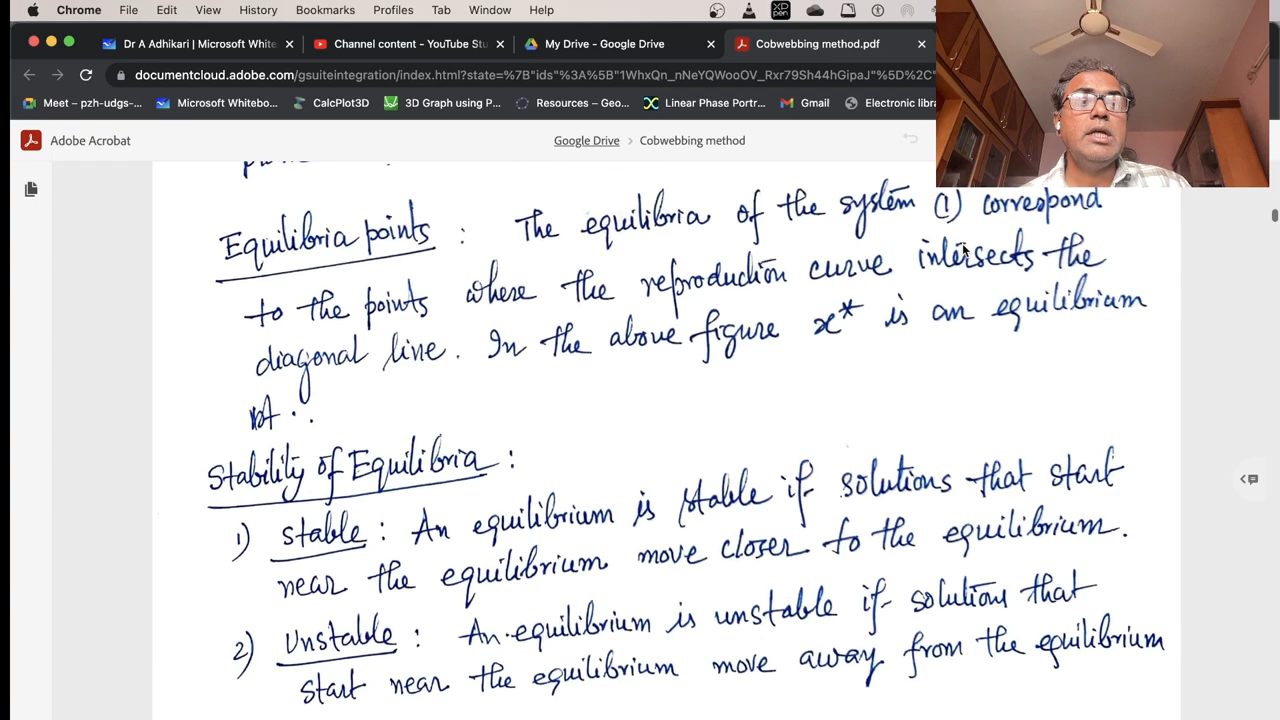 Chrome File Edit View History Bookmarks Profiles Tab Window Help
Dr A Adhikari | Microsoft White
Channel content - YouTube Stu
My Drive - Google Drive
Cobwebbing method.pdf
documentcloud.adobe.com/gsuiteintegration/index.html?state=%7B"ids"%3A%5B"1WhxQn_nNeYQWooOV_Rxr79Sh44hGipaJ"%5D%2C"
Meet – pzh-udgs-... Microsoft Whitebo... CalcPlot3D 3D Graph using P... Resources – Geo... Linear Phase Portr... Gmail Electronic libra
Adobe Acrobat
Google Drive > Cobwebbing method
Equilibria points : The equilibria of the system (1) correspond
to the points where the reproduction curve intersects the
diagonal line. In the above figure x* is an equilibrium
pt.
Stability of Equilibria :
1) Stable : An equilibrium is stable if solutions that start
near the equilibrium move closer to the equilibrium.
2) Unstable : An equilibrium is unstable if solutions that
start near the equilibrium move away from the equilibrium